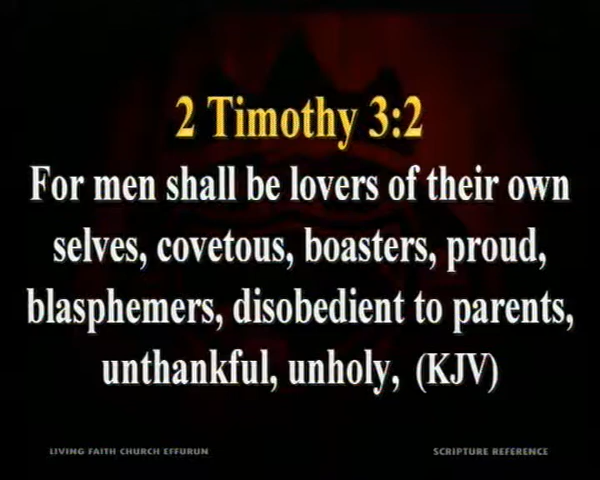 2 Timothy 3:2
For men shall be lovers of their own
selves, covetous, boasters, proud,
blasphemers, disobedient to parents,
unthankful, unholy, (KJV)
LIVING FAITH CHURCH EFFURUN
SCRIPTURE REFERENCE